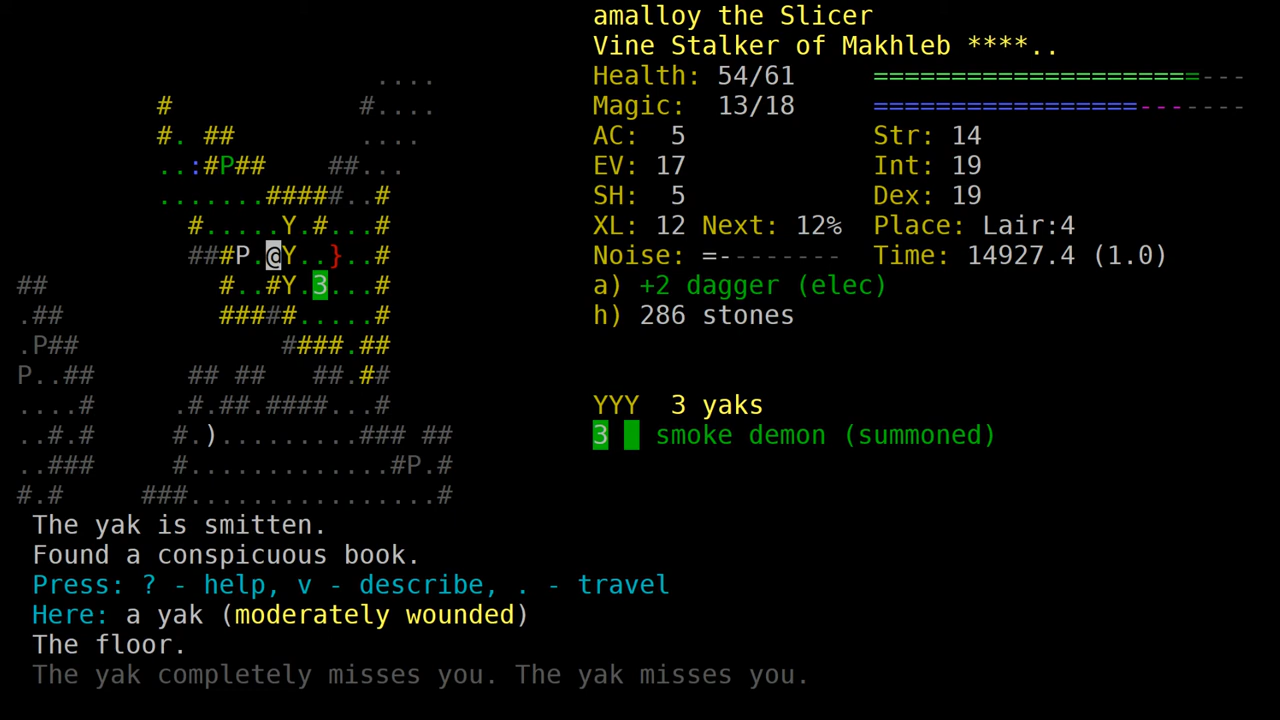 amalloy the Slicer
Vine Stalker of Makhleb ****..
Health: 54/61 =====================---
Magic: 13/18 =================-------
AC: 5 Str: 14
EV: 17 Int: 19
SH: 5 Dex: 19
XL: 12 Next: 12% Place: Lair:4
Noise: =-------- Time: 14927.4 (1.0)
a) +2 dagger (elec)
h) 286 stones
YYY 3 yaks
3 smoke demon (summoned)
....
# #....
#. ## ....
..:#P## ##...
.......#####..#
#.....Y.#...#
###P.@Y..}..#
## #..#Y.3...#
.## #####.....#
.P## ####.##
P..## ## ## ##.##
....# .#.##.####...#
..#.# #.).........### ##
..### #.............#P.#
#.# ###................#
The yak is smitten.
Found a conspicuous book.
Press: ? - help, v - describe, . - travel
Here: a yak (moderately wounded)
The floor.
The yak completely misses you. The yak misses you.